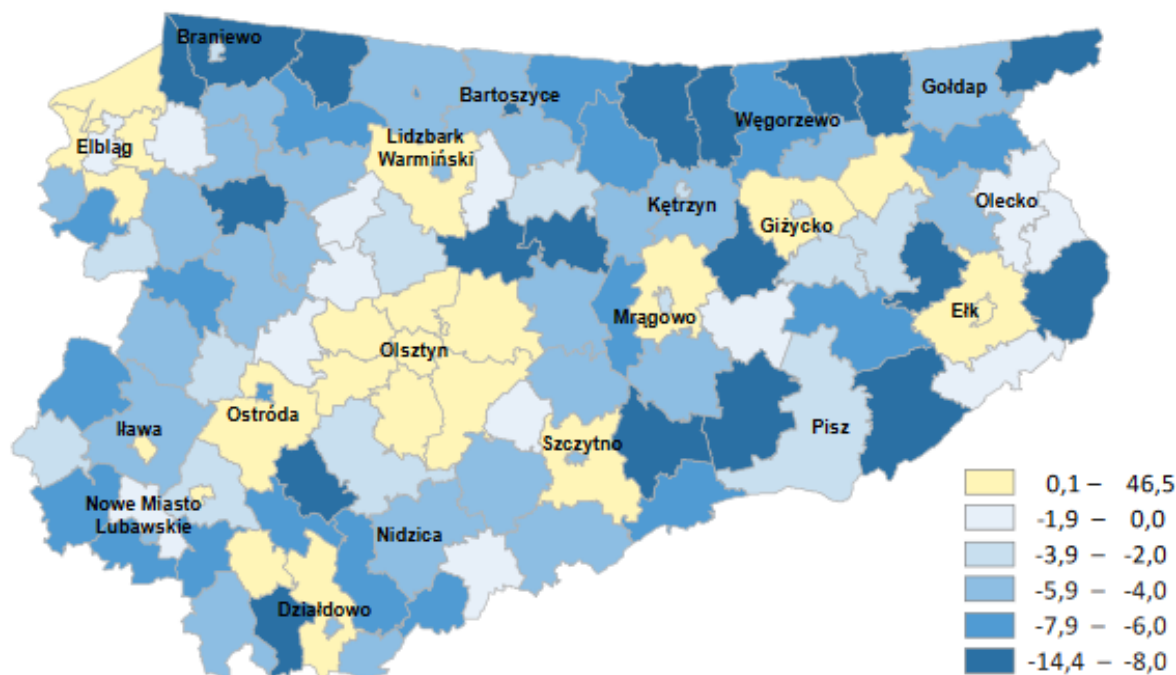 Braniewo
Gołdap
Bartoszyce
Węgorzewo
Elbląg
Lidzbark
Warmiński
Olecko
Kętrzyn
Giżycko
Ełk
Mrągowo
Olsztyn
Ostróda
Iława
Szczytno
Pisz
Nowe Miasto
Lubawskie
Nidzica
Działdowo
0,1 – 46,5
-1,9 – 0,0
-3,9 – -2,0
-5,9 – -4,0
-7,9 – -6,0
-14,4 – -8,0